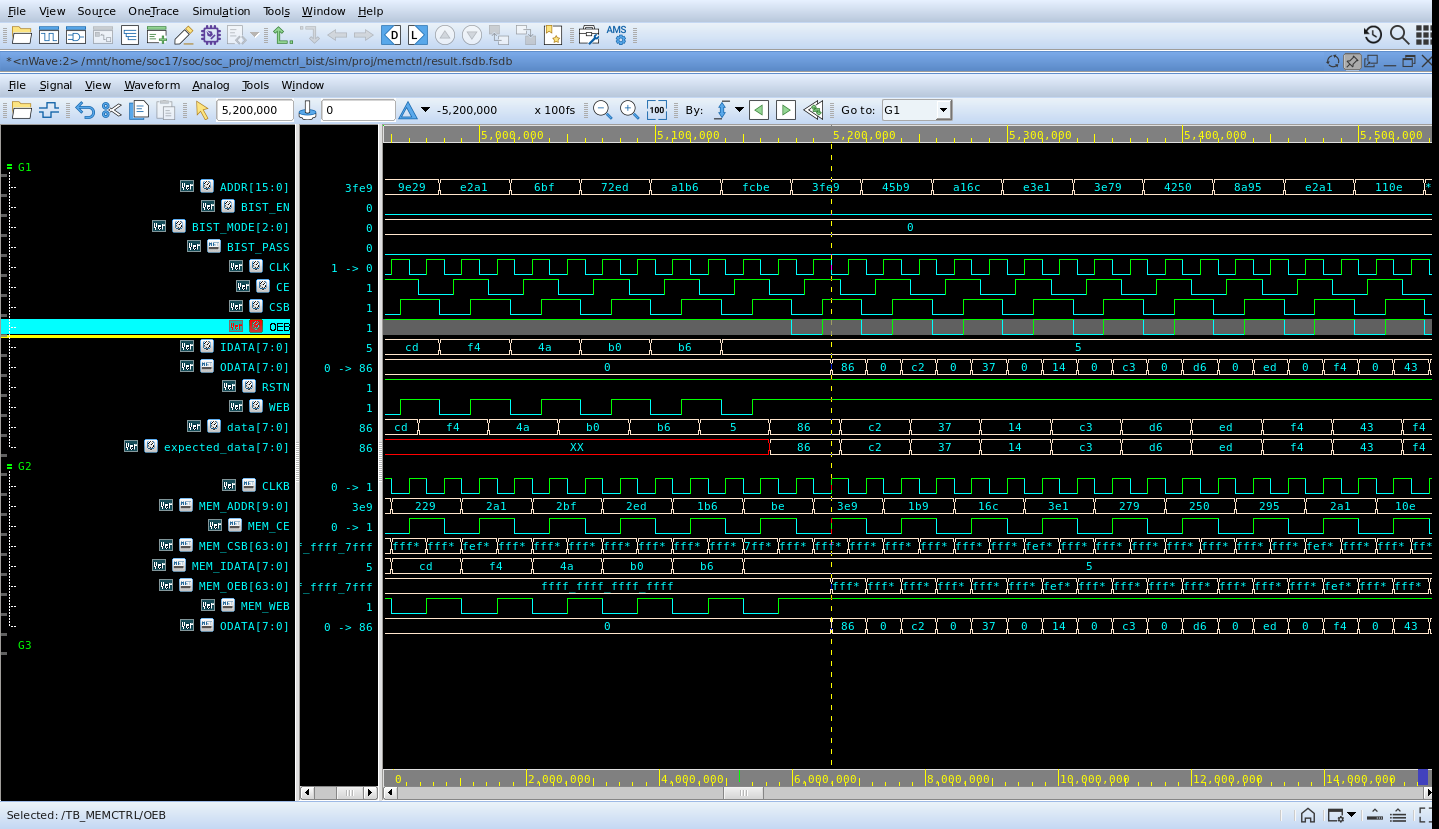 File View Source OneTrace Simulation Tools Window Help
D L AMS
*<nWave:2> /mnt/home/soc17/soc/soc_proj/memctrl_bist/sim/proj/memctrl/result.fsdb.fsdb
File Signal View Waveform Analog Tools Window
5,200,000 0 -5,200,000 x 100fs 100 By: Go to: G1
5,000,000 5,100,000 5,200,000 5,300,000 5,400,000 5,500,000
G1
ADDR[15:0] 3fe9 9e29 e2a1 6bf 72ed a1b6 fcbe 3fe9 45b9 a16c e3e1 3e79 4250 8a95 e2a1 110e *
BIST_EN 0
BIST_MODE[2:0] 0 0
BIST_PASS 0
CLK 1 -> 0
CE 1
CSB 1
OEB 1
IDATA[7:0] 5 cd f4 4a b0 b6 5
ODATA[7:0] 0 -> 86 0 86 0 c2 0 37 0 14 0 c3 0 d6 0 ed 0 f4 0 43
RSTN 1
WEB 1
data[7:0] 86 cd f4 4a b0 b6 5 86 c2 37 14 c3 d6 ed f4 43 f4
expected_data[7:0] 86 XX 86 c2 37 14 c3 d6 ed f4 43 f4
G2
CLKB 0 -> 1
MEM_ADDR[9:0] 3e9 229 2a1 2bf 2ed 1b6 be 3e9 1b9 16c 3e1 279 250 295 2a1 10e
MEM_CE 0 -> 1
MEM_CSB[63:0] f_ffff_7fff fff* fff* fef* fff* fff* fff* fff* fff* fff* fff* 7ff* fff* fff* fff* fff* fff* fff* fff* fef* fff* fff* fff* fff* fff* fff* fff* fef* fff* fff* ff*
MEM_IDATA[7:0] 5 cd f4 4a b0 b6 5
MEM_OEB[63:0] f_ffff_7fff ffff_ffff_ffff_ffff fff* fff* fff* fff* fff* fff* fef* fff* fff* fff* fff* fff* fff* fff* fef* fff* fff*
MEM_WEB 1
ODATA[7:0] 0 -> 86 0 86 0 c2 0 37 0 14 0 c3 0 d6 0 ed 0 f4 0 43
G3
0 2,000,000 4,000,000 6,000,000 8,000,000 10,000,000 12,000,000 14,000,000
Selected: /TB_MEMCTRL/OEB